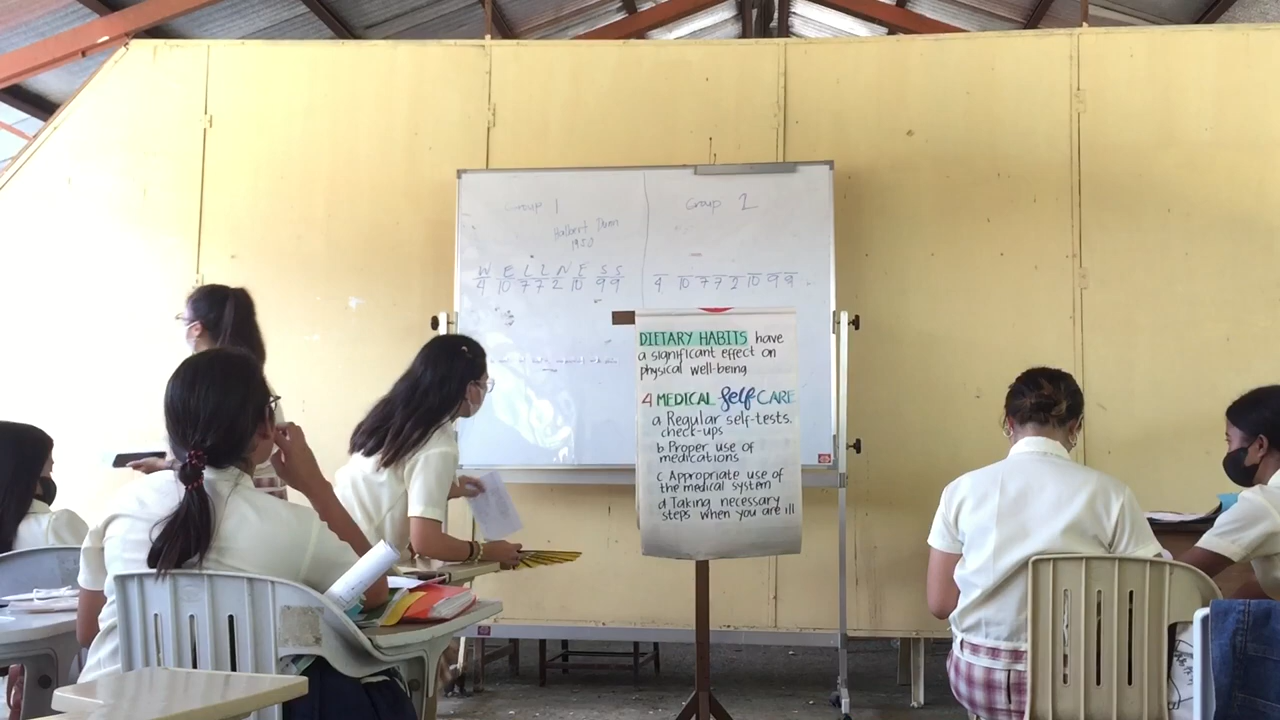 Group 1
Group 2
Halbert Dunn
1950
W E L L N E S S
4 10 7 7 2 10 9 9
4 10 7 7 2 10 9 9
DIETARY HABITS have
a significant effect on
physical well-being
4 MEDICAL Self CARE
a Regular self-tests,
check-ups
b Proper use of
medications
c Appropriate use of
the medical system
d Taking necessary
steps when you are ill